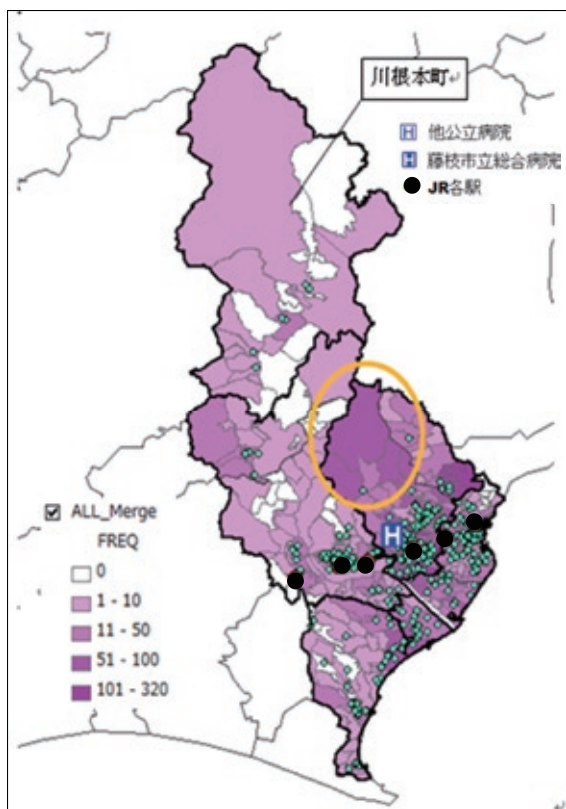 川根本町
H 他公立病院
H 藤枝市立総合病院
JR各駅
H
ALL_Merge
FREQ
0
1 - 10
11 - 50
51 - 100
101 - 320